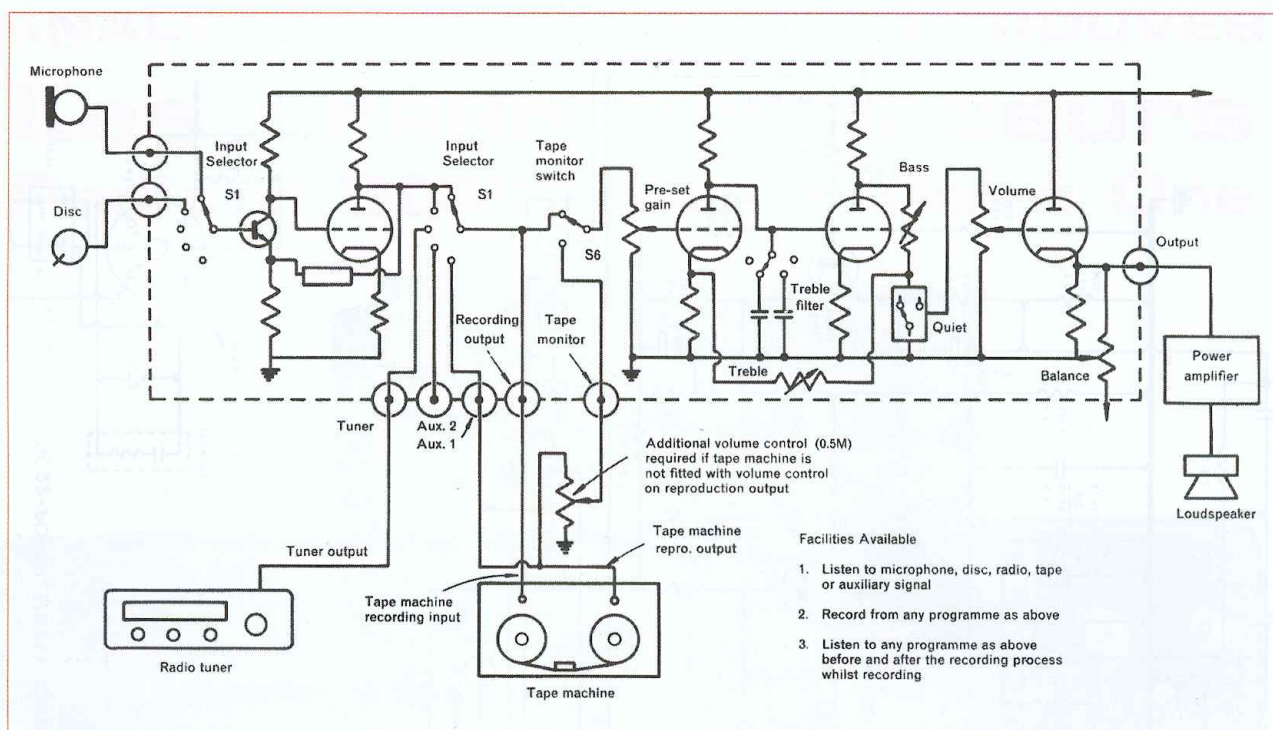 Microphone
Disc
Input
Selector
S1
Input
Selector
S1
Tape
monitor
switch
S6
Pre-set
gain
Treble
filter
Bass
Quiet
Volume
Output
Recording
output
Tape
monitor
Treble
Balance
Power
amplifier
Loudspeaker
Tuner
Aux. 2
Aux. 1
Additional volume control (0.5M)
required if tape machine is
not fitted with volume control
on reproduction output
Tape machine
repro. output
Tuner output
Tape machine
recording input
Radio tuner
Tape machine
Facilities Available
1. Listen to microphone, disc, radio, tape
or auxiliary signal
2. Record from any programme as above
3. Listen to any programme as above
before and after the recording process
whilst recording